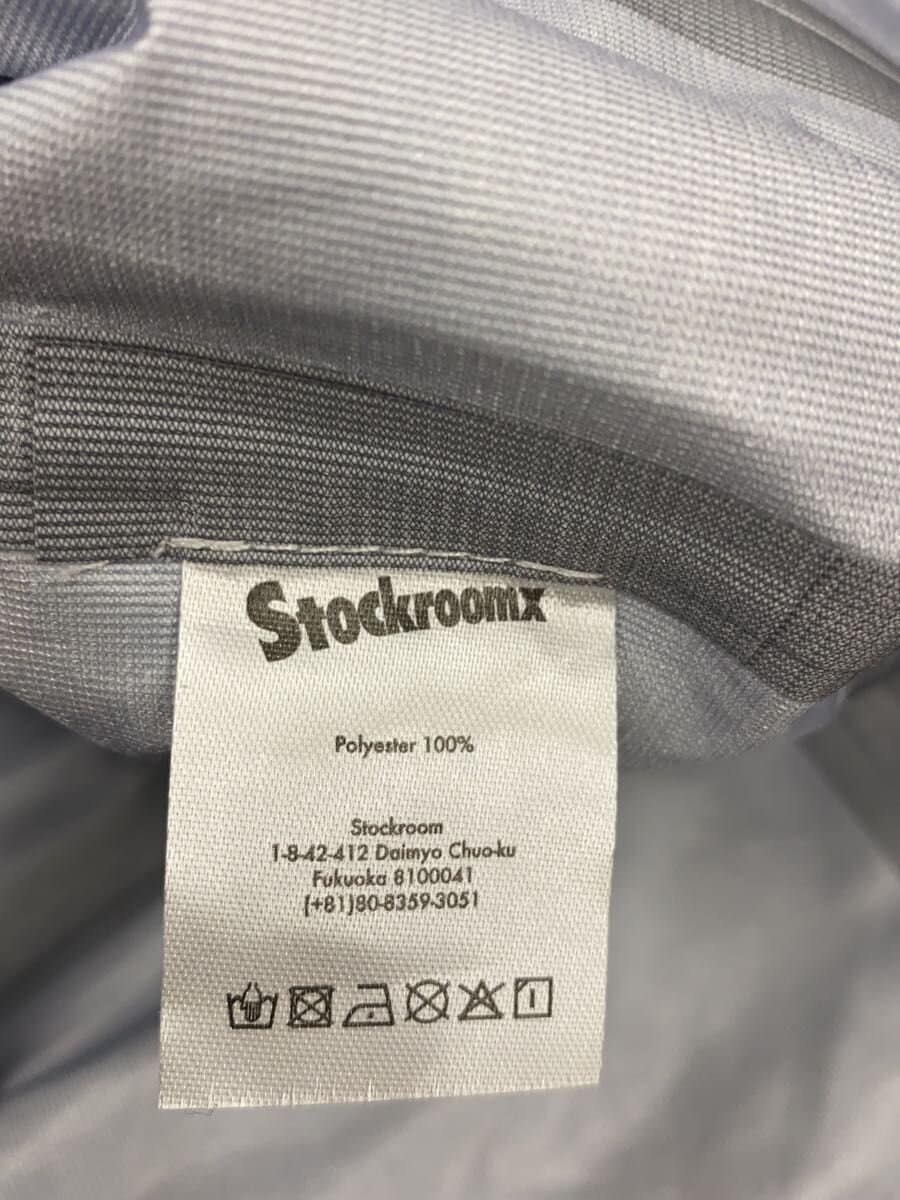 Stockroomx
Polyester 100%
Stockroom
1-8-42-412 Daimyo Chuo-ku
Fukuoka 8100041
(+81)80-8359-3051